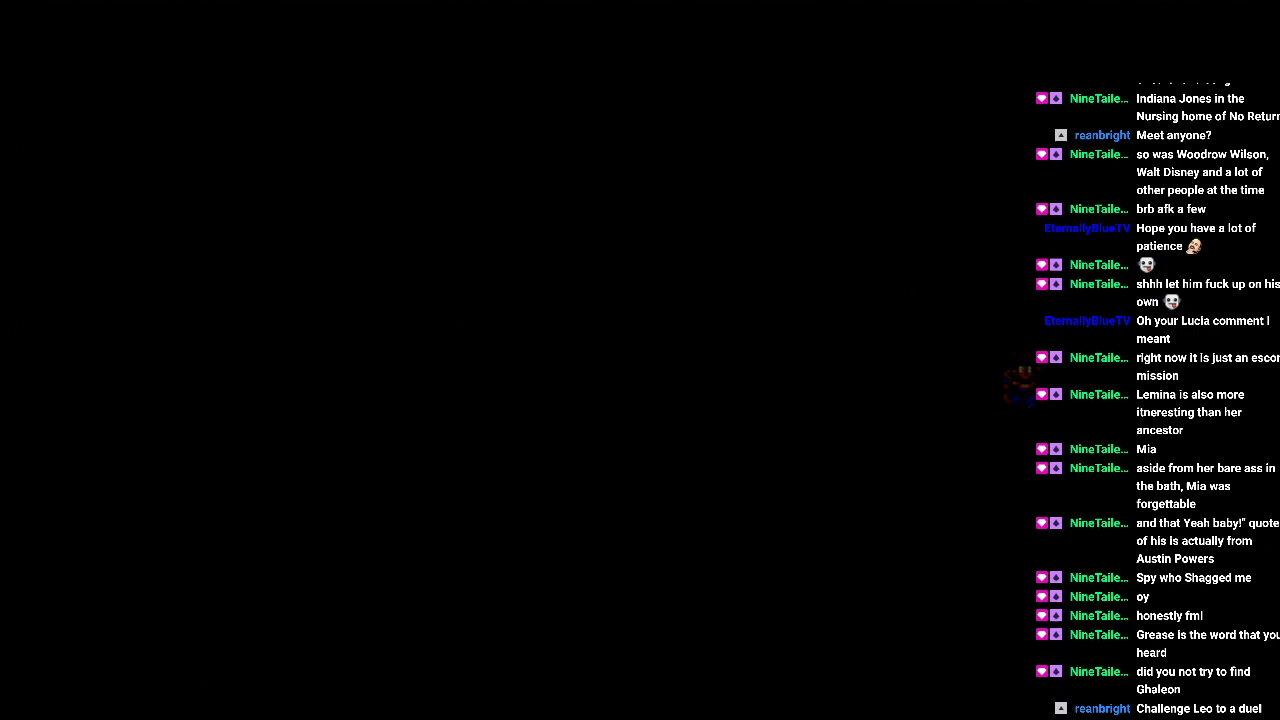 NineTaile... Indiana Jones in the
Nursing home of No Return
reanbright Meet anyone?
NineTaile... so was Woodrow Wilson,
Walt Disney and a lot of
other people at the time
NineTaile... brb afk a few
EternallyBlueTV Hope you have a lot of
patience
NineTaile...
NineTaile... shhh let him fuck up on his
own
EternallyBlueTV Oh your Lucia comment I
meant
NineTaile... right now it is just an escor
mission
NineTaile... Lemina is also more
itneresting than her
ancestor
NineTaile... Mia
NineTaile... aside from her bare ass in
the bath, Mia was
forgettable
NineTaile... and that Yeah baby!" quote
of his is actually from
Austin Powers
NineTaile... Spy who Shagged me
NineTaile... oy
NineTaile... honestly fml
NineTaile... Grease is the word that you
heard
NineTaile... did you not try to find
Ghaleon
reanbright Challenge Leo to a duel